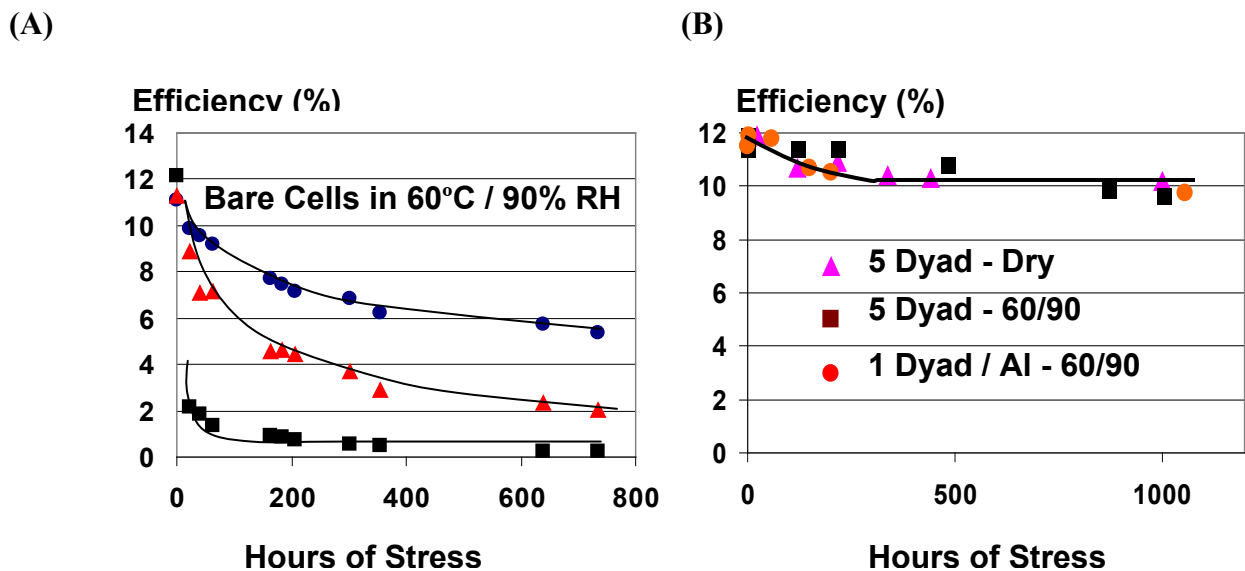 (A)
(B)
Efficiency (%)
14
12
10
8
6
4
2
0
Bare Cells in 60ºC / 90% RH
0 200 400 600 800
Hours of Stress
Efficiency (%)
12
10
8
6
4
2
0
5 Dyad - Dry
5 Dyad - 60/90
1 Dyad / Al - 60/90
0 500 1000
Hours of Stress